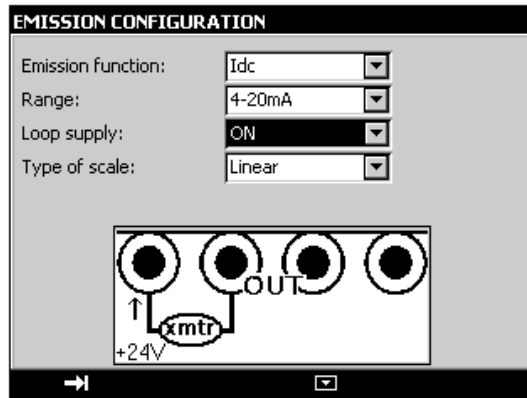 EMISSION CONFIGURATION
Emission function: Idc
Range: 4-20mA
Loop supply: ON
Type of scale: Linear
OUT
xmtr
+24V